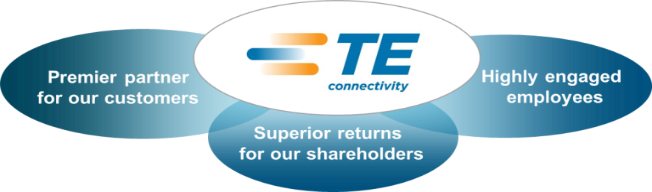 TE
connectivity
Premier partner
for our customers
Highly engaged
employees
Superior returns
for our shareholders